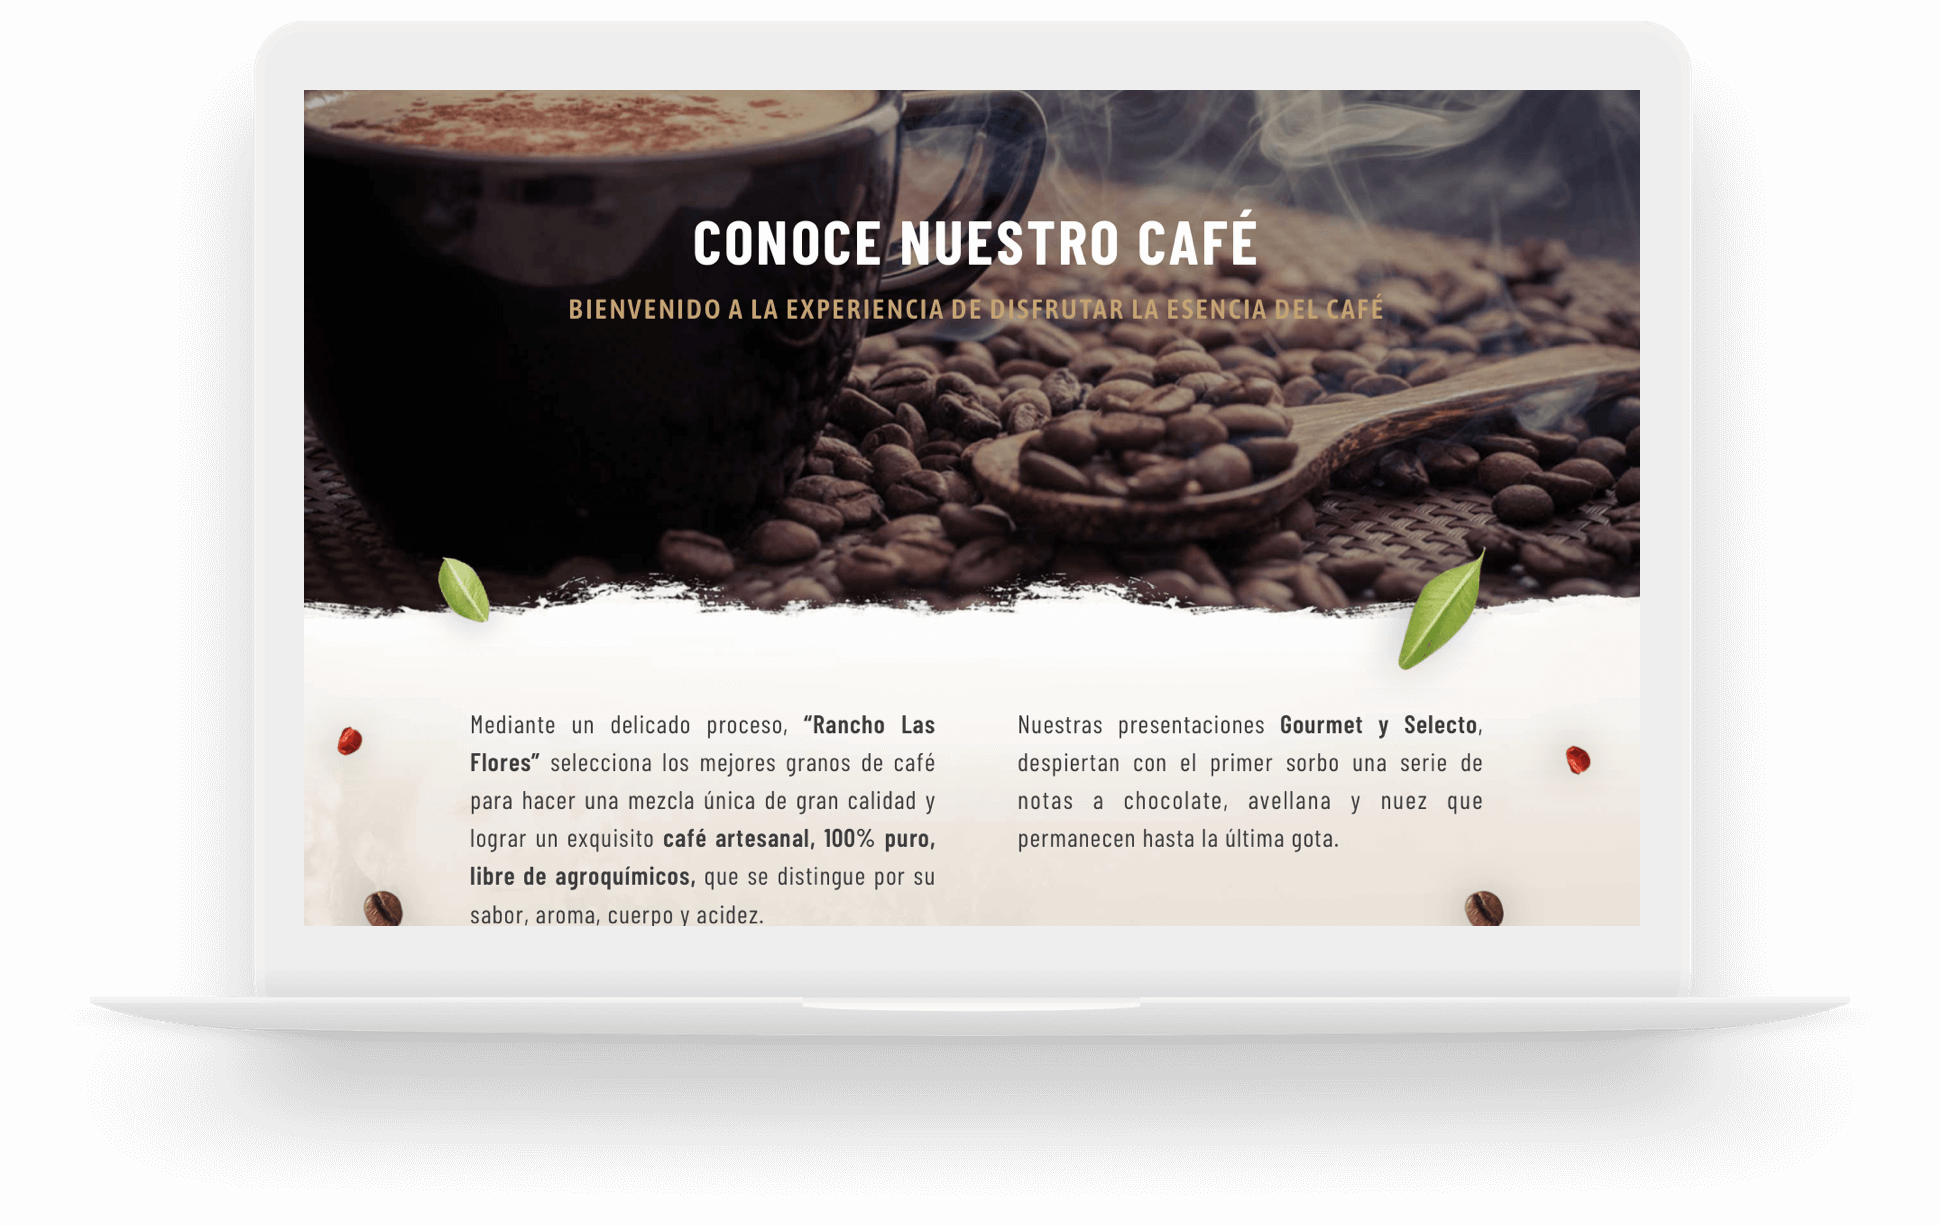 CONOCE NUESTRO CAFÉ
BIENVENIDO A LA EXPERIENCIA DE DISFRUTAR LA ESENCIA DEL CAFÉ
Mediante un delicado proceso, “Rancho Las
Flores” selecciona los mejores granos de café
para hacer una mezcla única de gran calidad y
lograr un exquisito café artesanal, 100% puro,
libre de agroquímicos, que se distingue por su
sabor, aroma, cuerpo y acidez.
Nuestras presentaciones Gourmet y Selecto,
despiertan con el primer sorbo una serie de
notas a chocolate, avellana y nuez que
permanecen hasta la última gota.